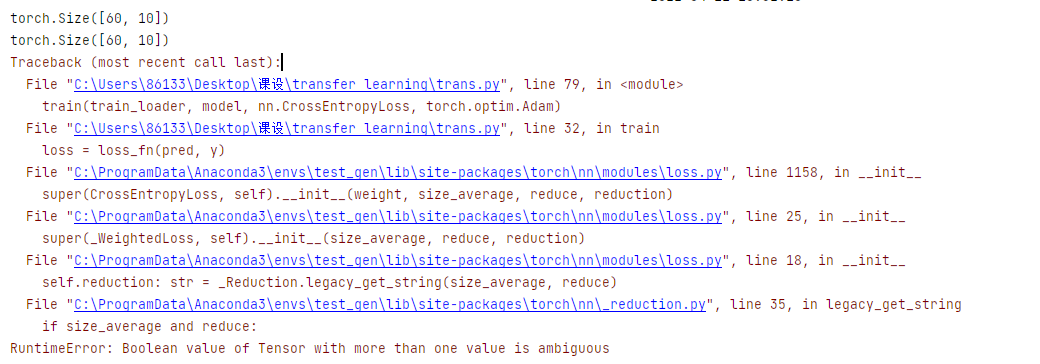 torch.Size([60, 10])
torch.Size([60, 10])
Traceback (most recent call last):
  File "C:\Users\86133\Desktop\课设\transfer learning\trans.py", line 79, in <module>
    train(train_loader, model, nn.CrossEntropyLoss, torch.optim.Adam)
  File "C:\Users\86133\Desktop\课设\transfer learning\trans.py", line 32, in train
    loss = loss_fn(pred, y)
  File "C:\ProgramData\Anaconda3\envs\test_gen\lib\site-packages\torch\nn\modules\loss.py", line 1158, in __init__
    super(CrossEntropyLoss, self).__init__(weight, size_average, reduce, reduction)
  File "C:\ProgramData\Anaconda3\envs\test_gen\lib\site-packages\torch\nn\modules\loss.py", line 25, in __init__
    super(_WeightedLoss, self).__init__(size_average, reduce, reduction)
  File "C:\ProgramData\Anaconda3\envs\test_gen\lib\site-packages\torch\nn\modules\loss.py", line 18, in __init__
    self.reduction: str = _Reduction.legacy_get_string(size_average, reduce)
  File "C:\ProgramData\Anaconda3\envs\test_gen\lib\site-packages\torch\nn\_reduction.py", line 35, in legacy_get_string
    if size_average and reduce:
RuntimeError: Boolean value of Tensor with more than one value is ambiguous